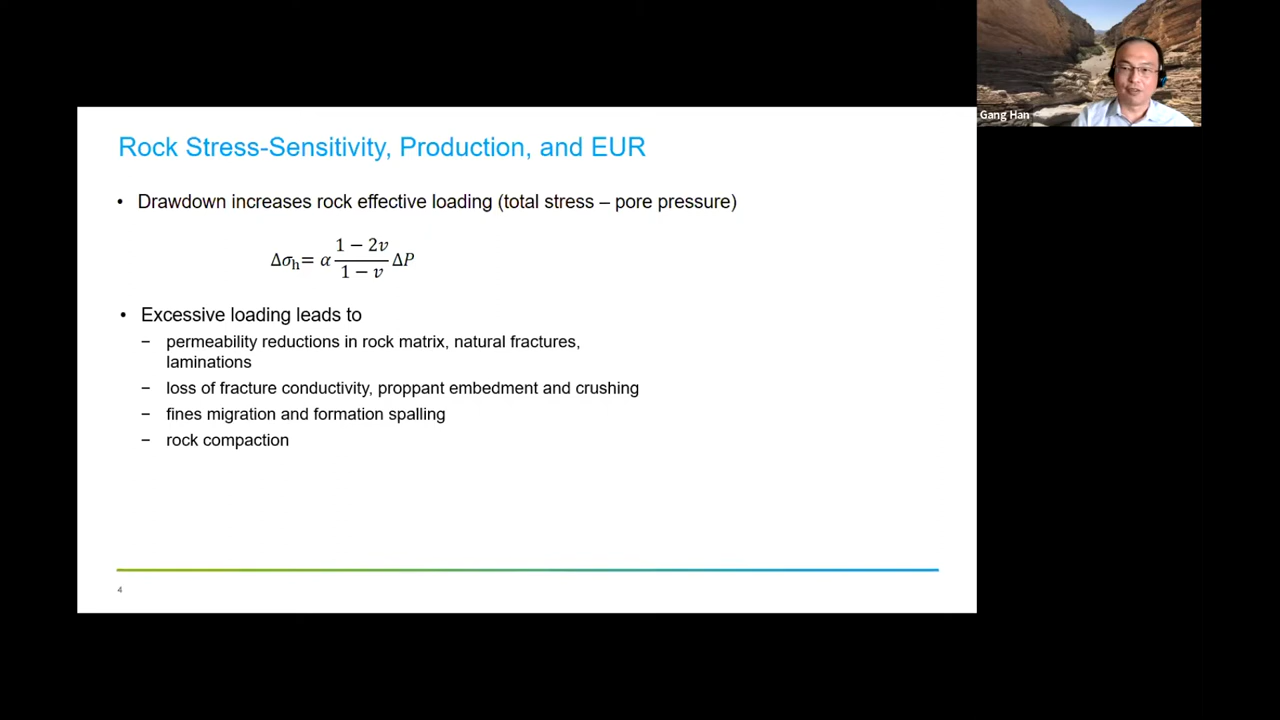 Gang Han
Rock Stress-Sensitivity, Production, and EUR
• Drawdown increases rock effective loading (total stress – pore pressure)
Δσh= α (1 − 2v)/(1 − v) ΔP
• Excessive loading leads to
− permeability reductions in rock matrix, natural fractures,
laminations
− loss of fracture conductivity, proppant embedment and crushing
− fines migration and formation spalling
− rock compaction
4